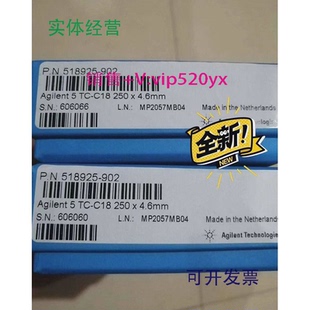 实体经营
P.N 518925-902
Agilent 5 TC-C18 250 x 4.6mm
S.N.: 606066 L.N.: MP2057MB04 Made in the Netherlands
全新!
NEW
P.N 518925-902
Agilent 5 TC-C18 250 x 4.6mm
S.N.: 606060 L.N.: MP2057MB04 Made in the Netherlands
Agilent Technologies
可开发票